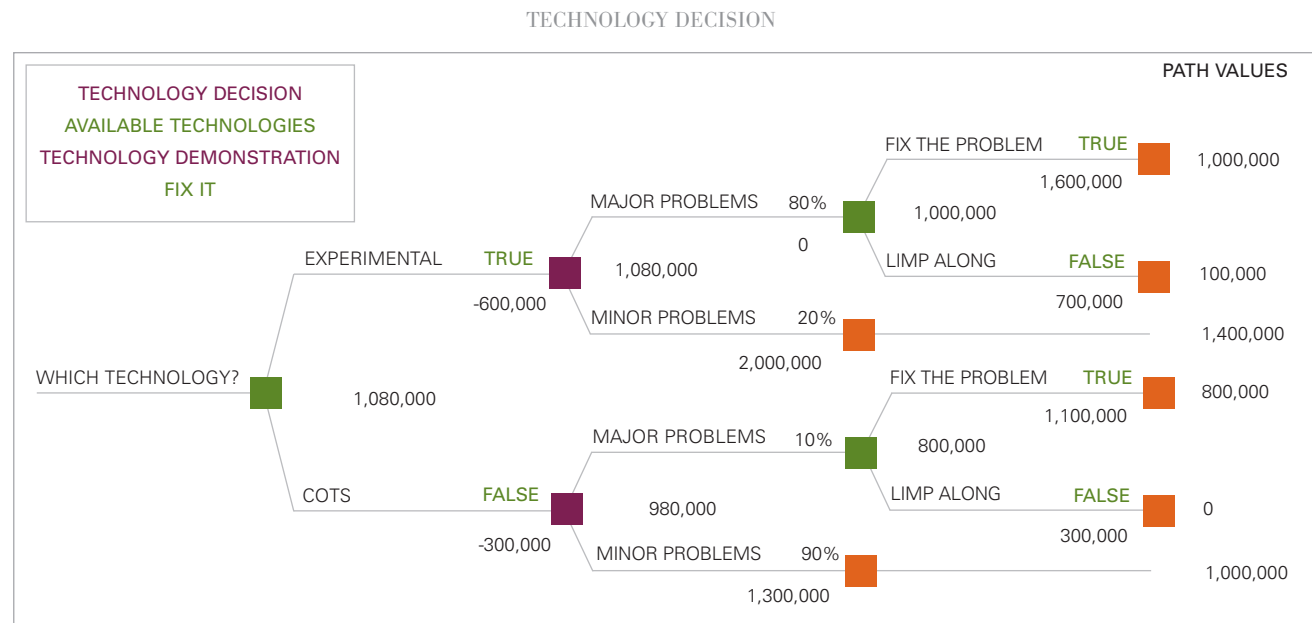 TECHNOLOGY DECISION
PATH VALUES
TECHNOLOGY DECISION
AVAILABLE TECHNOLOGIES
TECHNOLOGY DEMONSTRATION
FIX IT
FIX THE PROBLEM TRUE
1,600,000
1,000,000
MAJOR PROBLEMS 80%
0
1,000,000
EXPERIMENTAL TRUE
-600,000
1,080,000
LIMP ALONG FALSE
700,000
100,000
MINOR PROBLEMS 20%
2,000,000
1,400,000
WHICH TECHNOLOGY?
1,080,000
FIX THE PROBLEM TRUE
1,100,000
800,000
MAJOR PROBLEMS 10%
800,000
COTS FALSE
-300,000
980,000
LIMP ALONG FALSE
300,000
0
MINOR PROBLEMS 90%
1,300,000
1,000,000